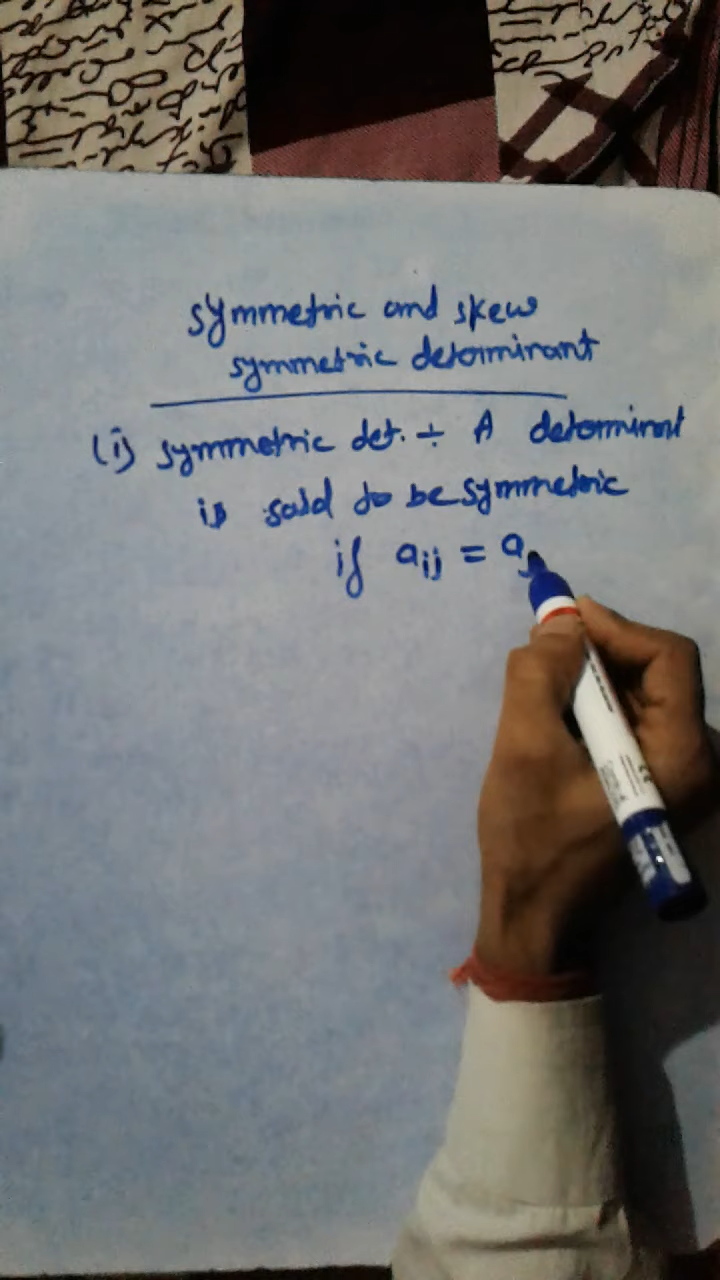 symmetric and skew
symmetric determinant
(i) symmetric det. ÷ A determinant
is said to be symmetric
if aij = a